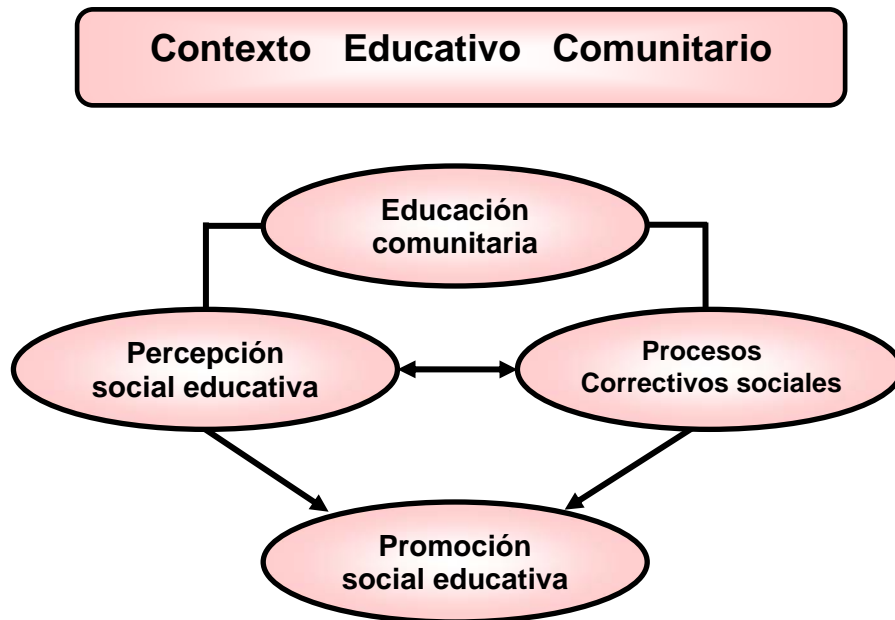 Contexto Educativo Comunitario
Educación
comunitaria
Percepción
social educativa
Procesos
Correctivos sociales
Promoción
social educativa